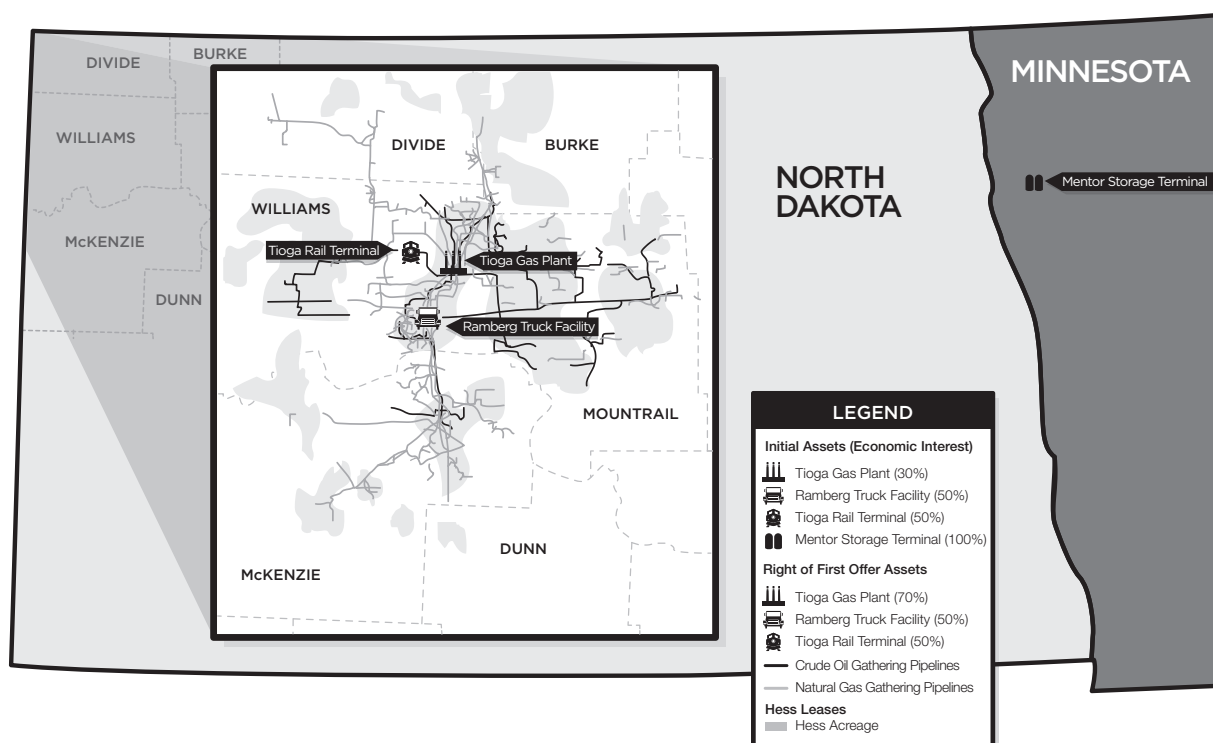 DIVIDE
BURKE
WILLIAMS
McKENZIE
DUNN
DIVIDE
BURKE
WILLIAMS
Tioga Rail Terminal
Tioga Gas Plant
Ramberg Truck Facility
MOUNTRAIL
DUNN
McKENZIE
NORTH
DAKOTA
MINNESOTA
Mentor Storage Terminal
LEGEND
Initial Assets (Economic Interest)
Tioga Gas Plant (30%)
Ramberg Truck Facility (50%)
Tioga Rail Terminal (50%)
Mentor Storage Terminal (100%)
Right of First Offer Assets
Tioga Gas Plant (70%)
Ramberg Truck Facility (50%)
Tioga Rail Terminal (50%)
Crude Oil Gathering Pipelines
Natural Gas Gathering Pipelines
Hess Leases
Hess Acreage